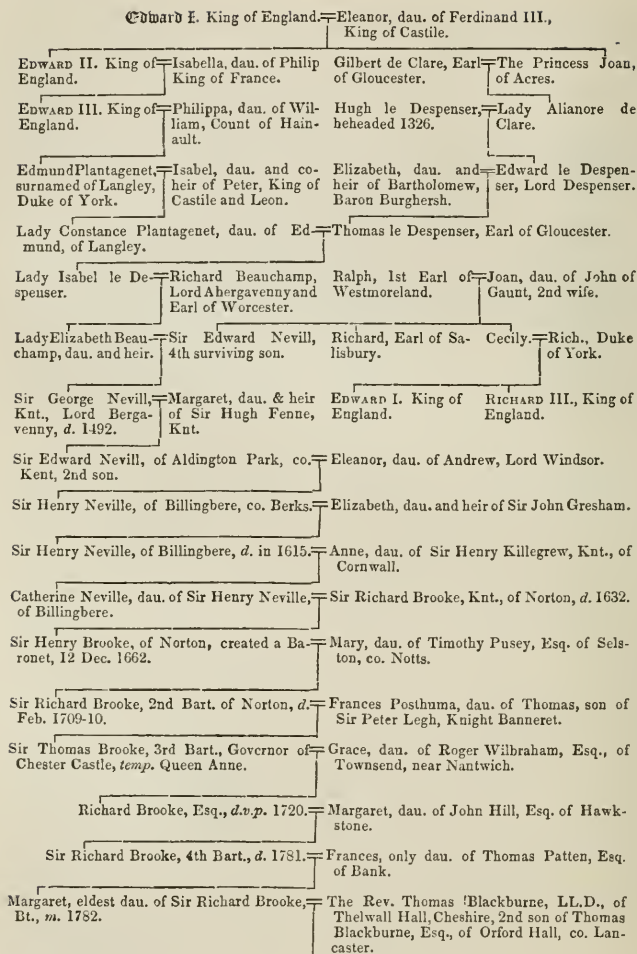 Edward I. King of England. Eleanor, dau. of Ferdinand III.,
King of Castile.
EDWARD II. King of England.
Isabella, dau. of Philip King of France.
Gilbert de Clare, Earl of Gloucester.
The Princess Joan, of Acres.
EDWARD III. King of England.
Philippa, dau. of Wil-
liam, Count of Hain-
ault.
Hugh le Despenser, heheaded 1326.
Lady Alianore de Clare.
Edmund Plantagenet,
surnamed of Langley,
Duke of York.
Isabel, dau. and co-
heir of Peter, King of
Castile and Leon.
Elizabeth, dau. and
heir of Bartholomew,
Baron Burghersh.
Edward le Despen-
ser, Lord Despenser.
Lady Constance Plantagenet, dau. of Ed-
mund, of Langley.
Thomas le Despenser, Earl of Gloucester.
Lady Isabel le De-
spenser.
Richard Beauchamp,
Lord Abergavenny and
Earl of Worcester.
Ralph, 1st Earl of
Westmoreland.
Joan, dau. of John of
Gaunt, 2nd wife.
Lady Elizabeth Beau-
champ, dau. and heir.
Sir Edward Nevill,
4th surviving son.
Richard, Earl of Sa-
lisbury.
Cecily.
Rich., Duke
of York.
Sir George Nevill,
Knt., Lord Berga-
venny, d. 1492.
Margaret, dau. & heir
of Sir Hugh Fenne,
Knt.
EDWARD I. King of
England.
RICHARD III., King of
England.
Sir Edward Nevill, of Aldington Park, co.
Kent, 2nd son.
Eleanor, dau. of Andrew, Lord Windsor.
Sir Henry Neville, of Billingbere, co. Berks.
Elizabeth, dau. and heir of Sir John Gresham.
Sir Henry Neville, of Billingbere, d. in 1615.
Anne, dau. of Sir Henry Killegrew, Knt., of
Cornwall.
Catherine Neville, dau. of Sir Henry Neville,
of Billingbere.
Sir Richard Brooke, Knt., of Norton, d. 1632.
Sir Henry Brooke, of Norton, created a Ba-
ronet, 12 Dec. 1662.
Mary, dau. of Timothy Pusey, Esq. of Sels-
ton, co. Notts.
Sir Richard Brooke, 2nd Bart. of Norton, d.
Feb. 1709-10.
Frances Posthuma, dau. of Thomas, son of
Sir Peter Legh, Knight Banneret.
Sir Thomas Brooke, 3rd Bart., Governor of
Chester Castle, temp. Queen Anne.
Grace, dau. of Roger Wilbraham, Esq., of
Townsend, near Nantwich.
Richard Brooke, Esq., d.v.p. 1720.
Margaret, dau. of John Hill, Esq. of Hawk-
stone.
Sir Richard Brooke, 4th Bart., d. 1781.
Frances, only dau. of Thomas Patten, Esq.
of Bank.
Margaret, eldest dau. of Sir Richard Brooke,
Bt., m. 1782.
The Rev. Thomas Blackburne, LL.D., of
Thelwall Hall, Cheshire, 2nd son of Thomas
Blackburne, Esq., of Orford Hall, co. Lan-
caster.